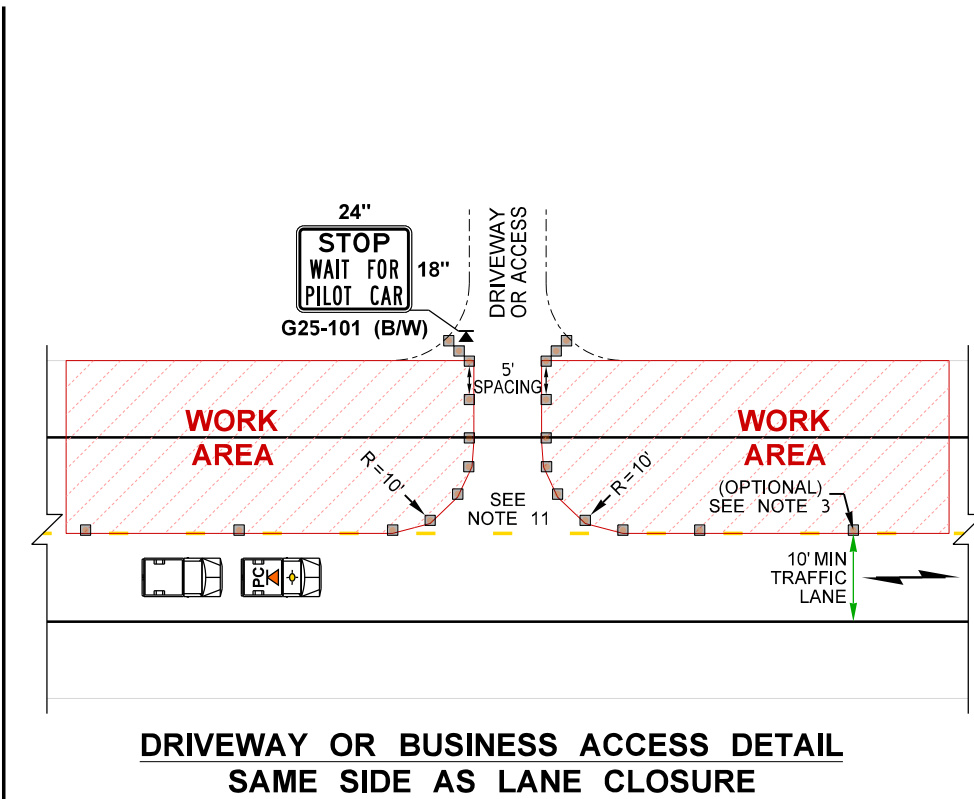 24"
STOP
WAIT FOR
PILOT CAR
18"
G25-101 (B/W)
DRIVEWAY
OR ACCESS
5'
SPACING
WORK
AREA
WORK
AREA
R=10'
R=10'
SEE
NOTE 11
(OPTIONAL)
SEE NOTE 3
10' MIN
TRAFFIC
LANE
PC
DRIVEWAY OR BUSINESS ACCESS DETAIL
SAME SIDE AS LANE CLOSURE